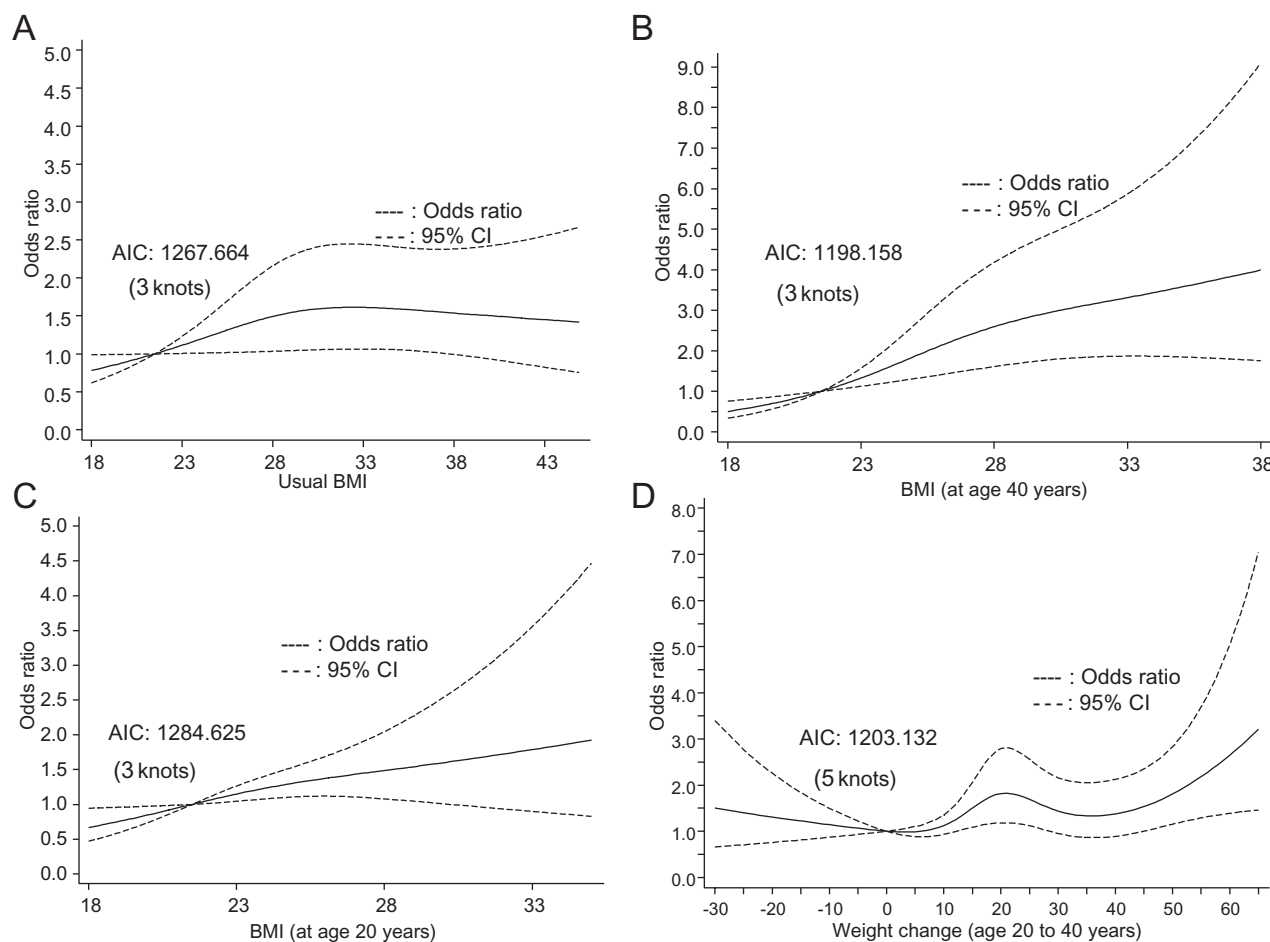 A
5.0
4.5
4.0
3.5
3.0
2.5
2.0
1.5
1.0
0.5
0.0
Odds ratio
---- : Odds ratio
---: 95% CI
AIC: 1267.664
(3 knots)
18 23 28 33 38 43
Usual BMI
B
9.0
8.0
7.0
6.0
5.0
4.0
3.0
2.0
1.0
0.0
Odds ratio
---- : Odds ratio
--- : 95% CI
AIC: 1198.158
(3 knots)
18 23 28 33 38
BMI (at age 40 years)
C
5.0
4.5
4.0
3.5
3.0
2.5
2.0
1.5
1.0
0.5
0.0
Odds ratio
---- : Odds ratio
--- : 95% CI
AIC: 1284.625
(3 knots)
18 23 28 33
BMI (at age 20 years)
D
8.0
7.0
6.0
5.0
4.0
3.0
2.0
1.0
0.0
Odds ratio
---- : Odds ratio
--- : 95% CI
AIC: 1203.132
(5 knots)
-30 -20 -10 0 10 20 30 40 50 60
Weight change (age 20 to 40 years)